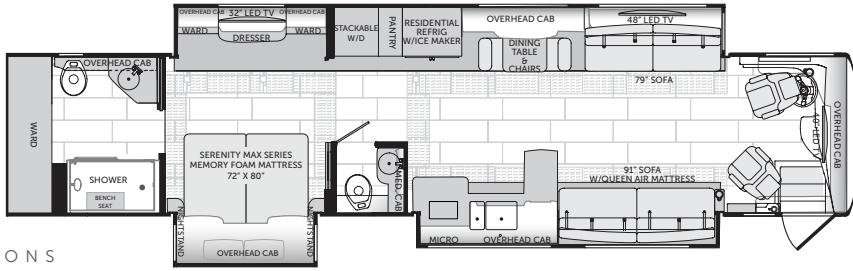 OVERHEAD CAB
32" LED TV
OVERHEAD CAB
WARD
WARD
DRESSER
STACKABLE
W/D
PANTRY
RESIDENTIAL
REFRIG
W/ICE MAKER
OVERHEAD CAB
DINING
TABLE
&
CHAIRS
48" LED TV
79" SOFA
OVERHEAD CAB
WARD
SHOWER
BENCH
SEAT
SERENITY MAX SERIES
MEMORY FOAM MATTRESS
72" X 80"
NIGHTSTAND
NIGHTSTAND
OVERHEAD CAB
MED. CAB
MICRO
OVERHEAD CAB
91" SOFA
W/QUEEN AIR MATTRESS
40" LED TV
OVERHEAD CAB
ONS